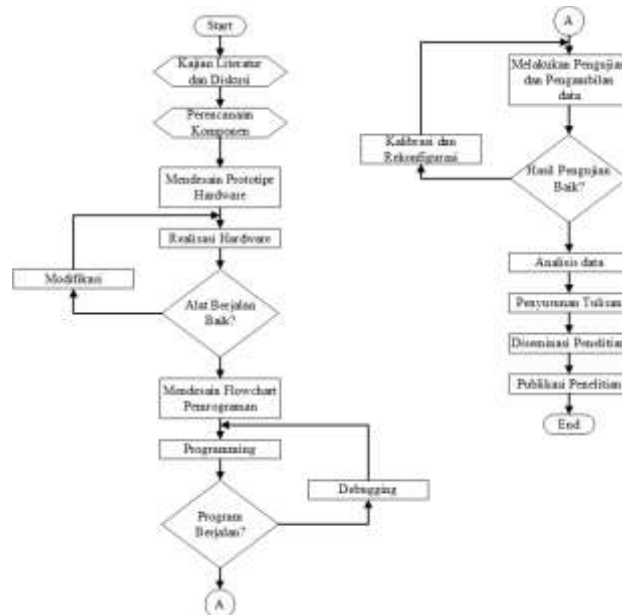 Start
Kajian Literatur
dan Diskusi
Perencanaan
Komponen
Mendesain Prototipe
Hardware
Realisasi Hardware
Modifikasi
Alat Berjalan
Baik?
Mendesain Flowchart
Pemrograman
Programming
Debugging
Program
Berjalan?
A
A
Melakukan Pengujian
dan Pengambilan
data
Kalibrasi dan
Rekonfigurasi
Hasil Pengujian
Baik?
Analisis data
Penyusunan Tulisan
Diseminasi Penelitian
Publikasi Penelitian
End